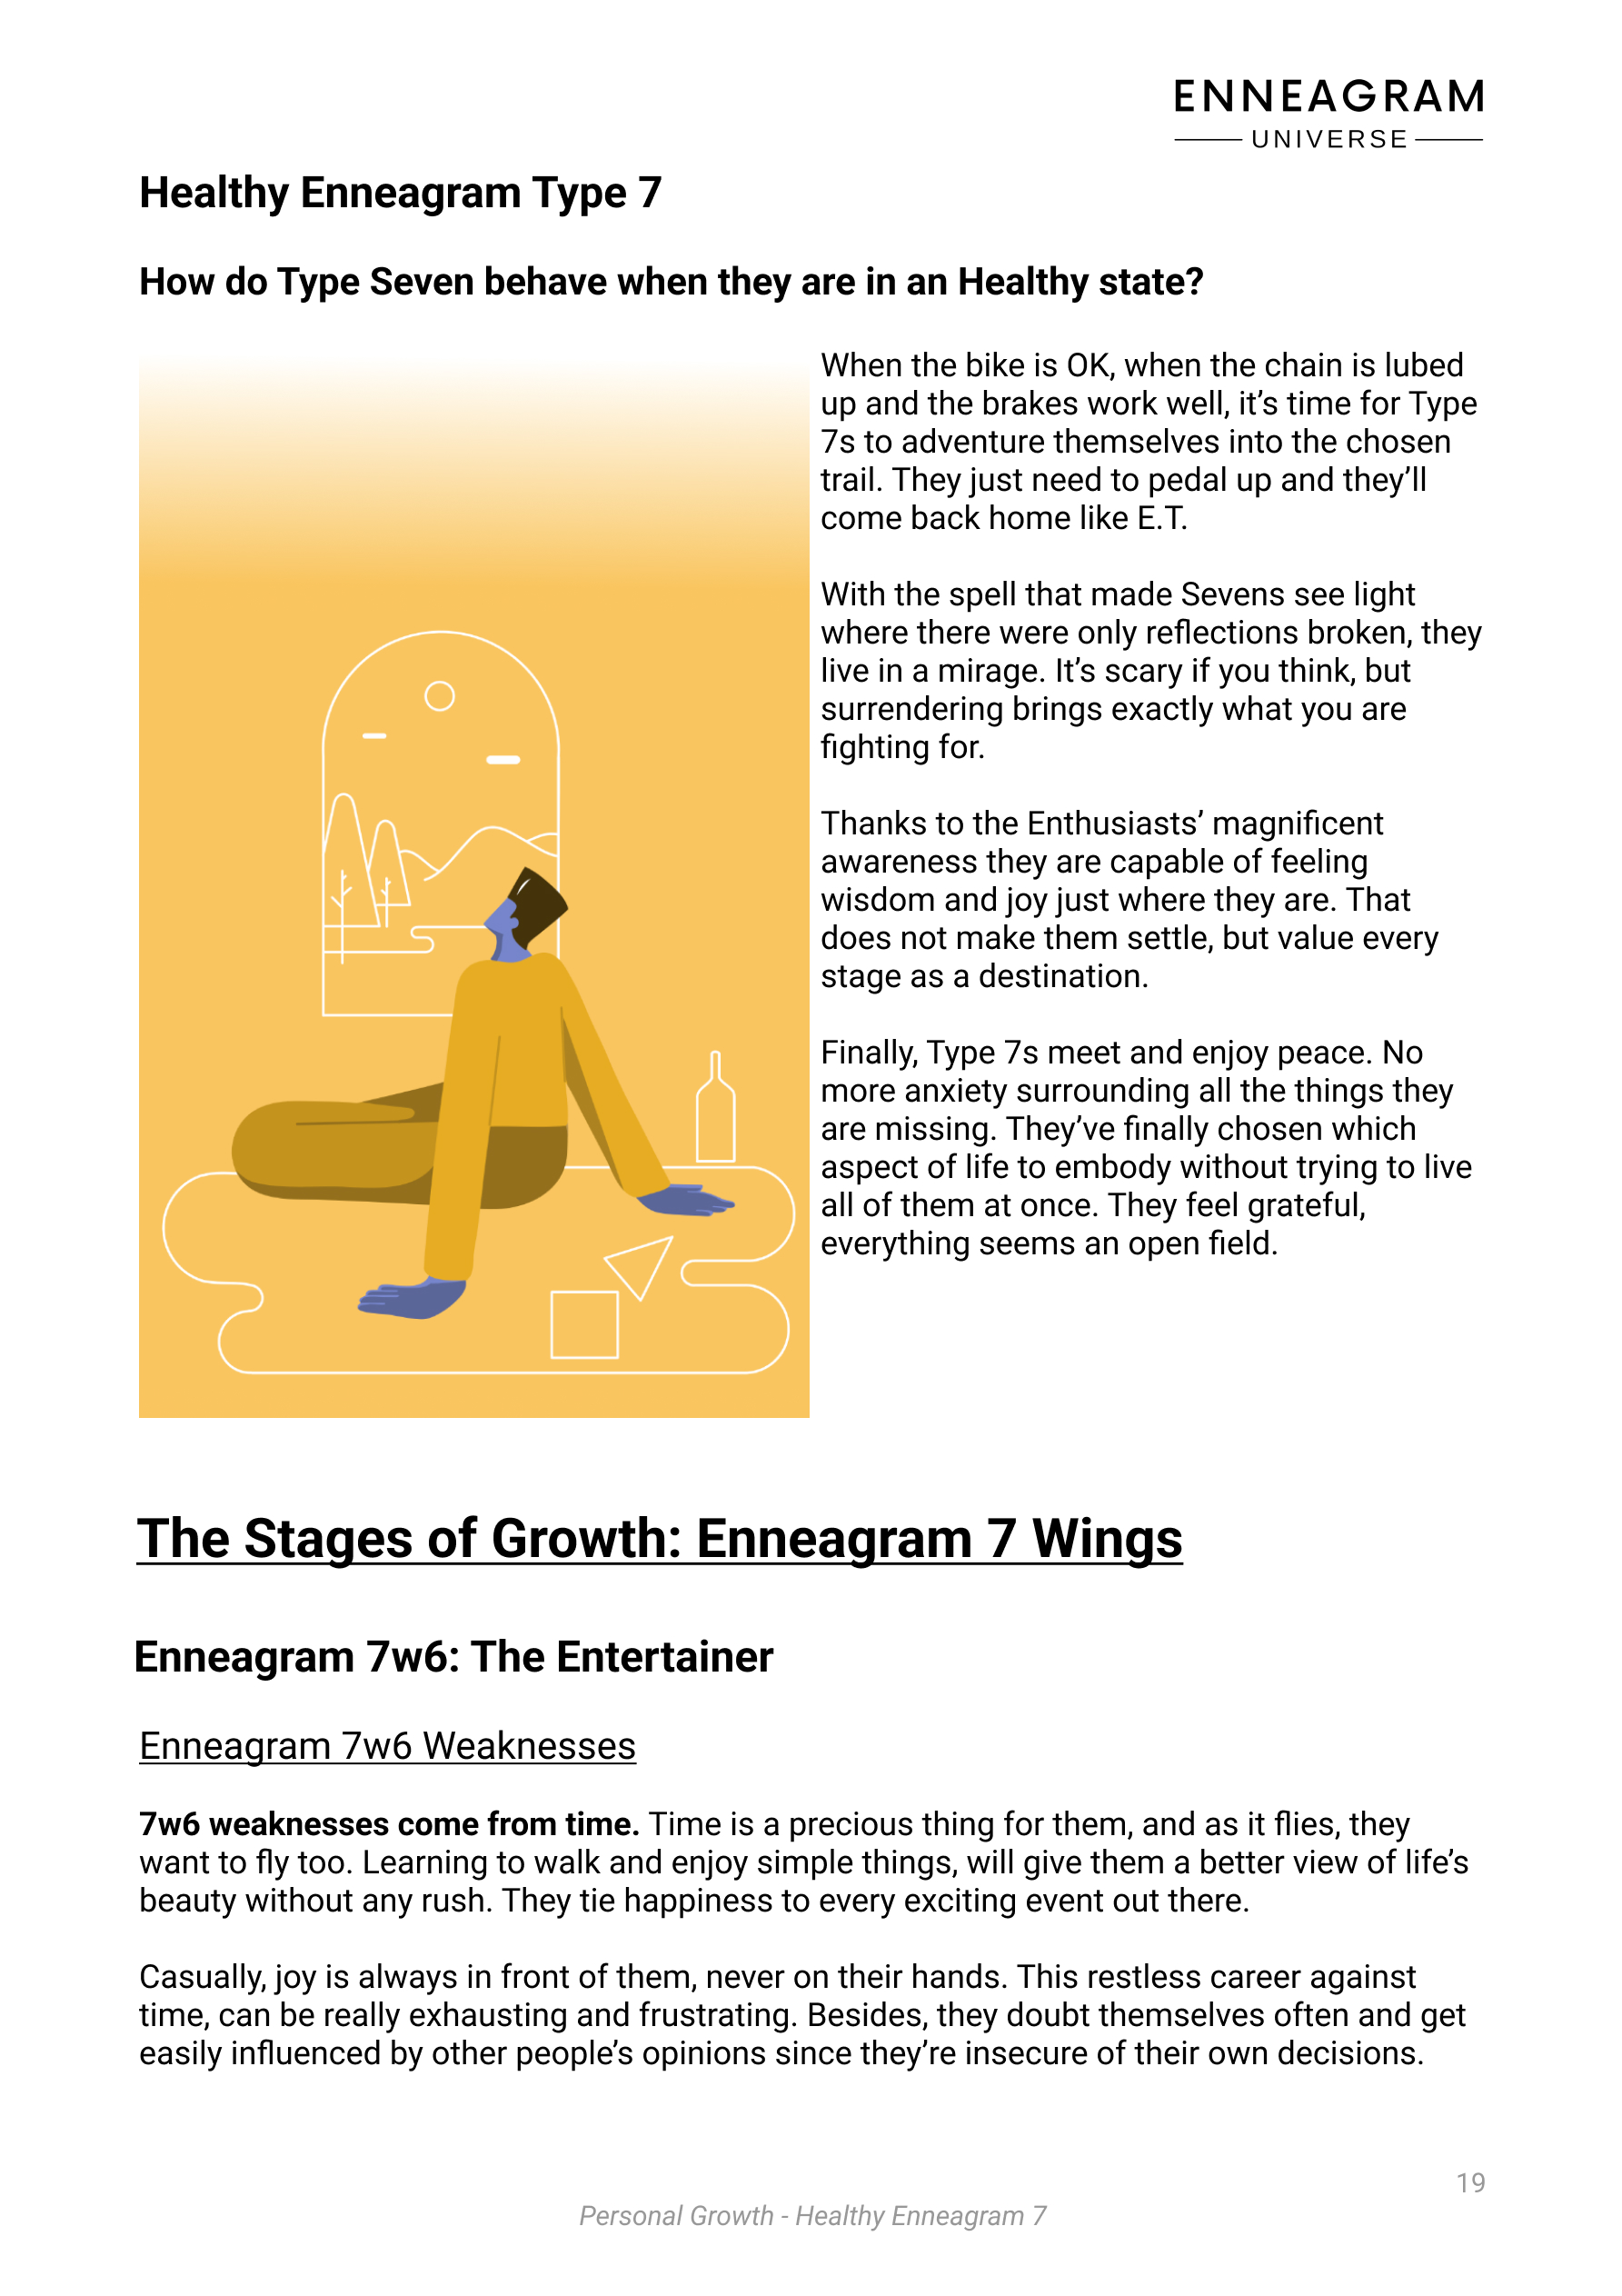 ENNEAGRAM
UNIVERSE
Healthy Enneagram Type 7
How do Type Seven behave when they are in an Healthy state?
When the bike is OK, when the chain is lubed
up and the brakes work well, it’s time for Type
7s to adventure themselves into the chosen
trail. They just need to pedal up and they’ll
come back home like E.T.
With the spell that made Sevens see light
where there were only reflections broken, they
live in a mirage. It’s scary if you think, but
surrendering brings exactly what you are
fighting for.
Thanks to the Enthusiasts’ magnificent
awareness they are capable of feeling
wisdom and joy just where they are. That
does not make them settle, but value every
stage as a destination.
Finally, Type 7s meet and enjoy peace. No
more anxiety surrounding all the things they
are missing. They’ve finally chosen which
aspect of life to embody without trying to live
all of them at once. They feel grateful,
everything seems an open field.
The Stages of Growth: Enneagram 7 Wings
Enneagram 7w6: The Entertainer
Enneagram 7w6 Weaknesses
7w6 weaknesses come from time. Time is a precious thing for them, and as it flies, they
want to fly too. Learning to walk and enjoy simple things, will give them a better view of life’s
beauty without any rush. They tie happiness to every exciting event out there.
Casually, joy is always in front of them, never on their hands. This restless career against
time, can be really exhausting and frustrating. Besides, they doubt themselves often and get
easily influenced by other people’s opinions since they’re insecure of their own decisions.
19
Personal Growth - Healthy Enneagram 7